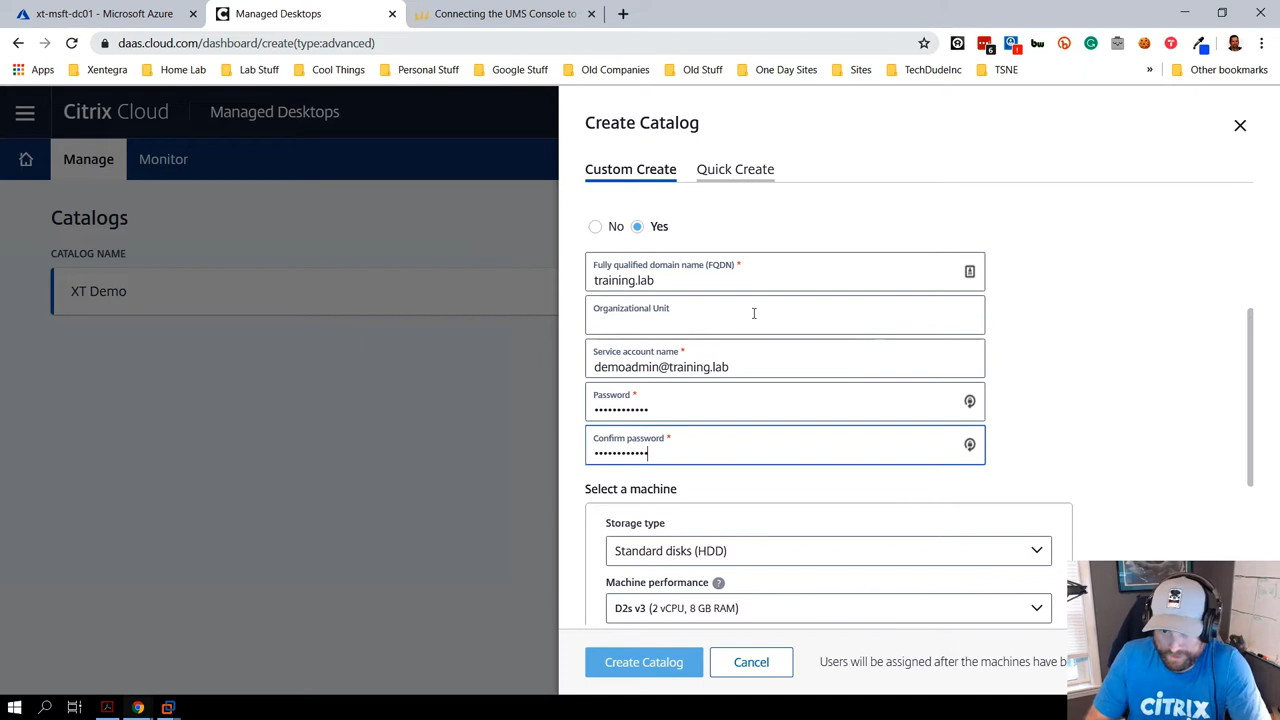 xt-msft-dc01 - Microsoft Azure
Managed Desktops
Connecting the UMS Console to
daas.cloud.com/dashboard/create(type:advanced)
Apps
Xentegra
Home Lab
Lab Stuff
Cool Things
Personal Stuff
Google Stuff
Old Companies
Old Stuff
One Day Sites
Sites
TechDudeInc
TSNE
»
Other bookmarks
Citrix Cloud
Managed Desktops
Manage
Monitor
Catalogs
CATALOG NAME
XT Demo
Create Catalog
Custom Create
Quick Create
No
Yes
Fully qualified domain name (FQDN) *
training.lab
Organizational Unit
Service account name *
demoadmin@training.lab
Password *
••••••••••••
Confirm password *
••••••••••••
Select a machine
Storage type
Standard disks (HDD)
Machine performance ?
D2s v3 (2 vCPU, 8 GB RAM)
Create Catalog
Cancel
Users will be assigned after the machines have
CITRIX